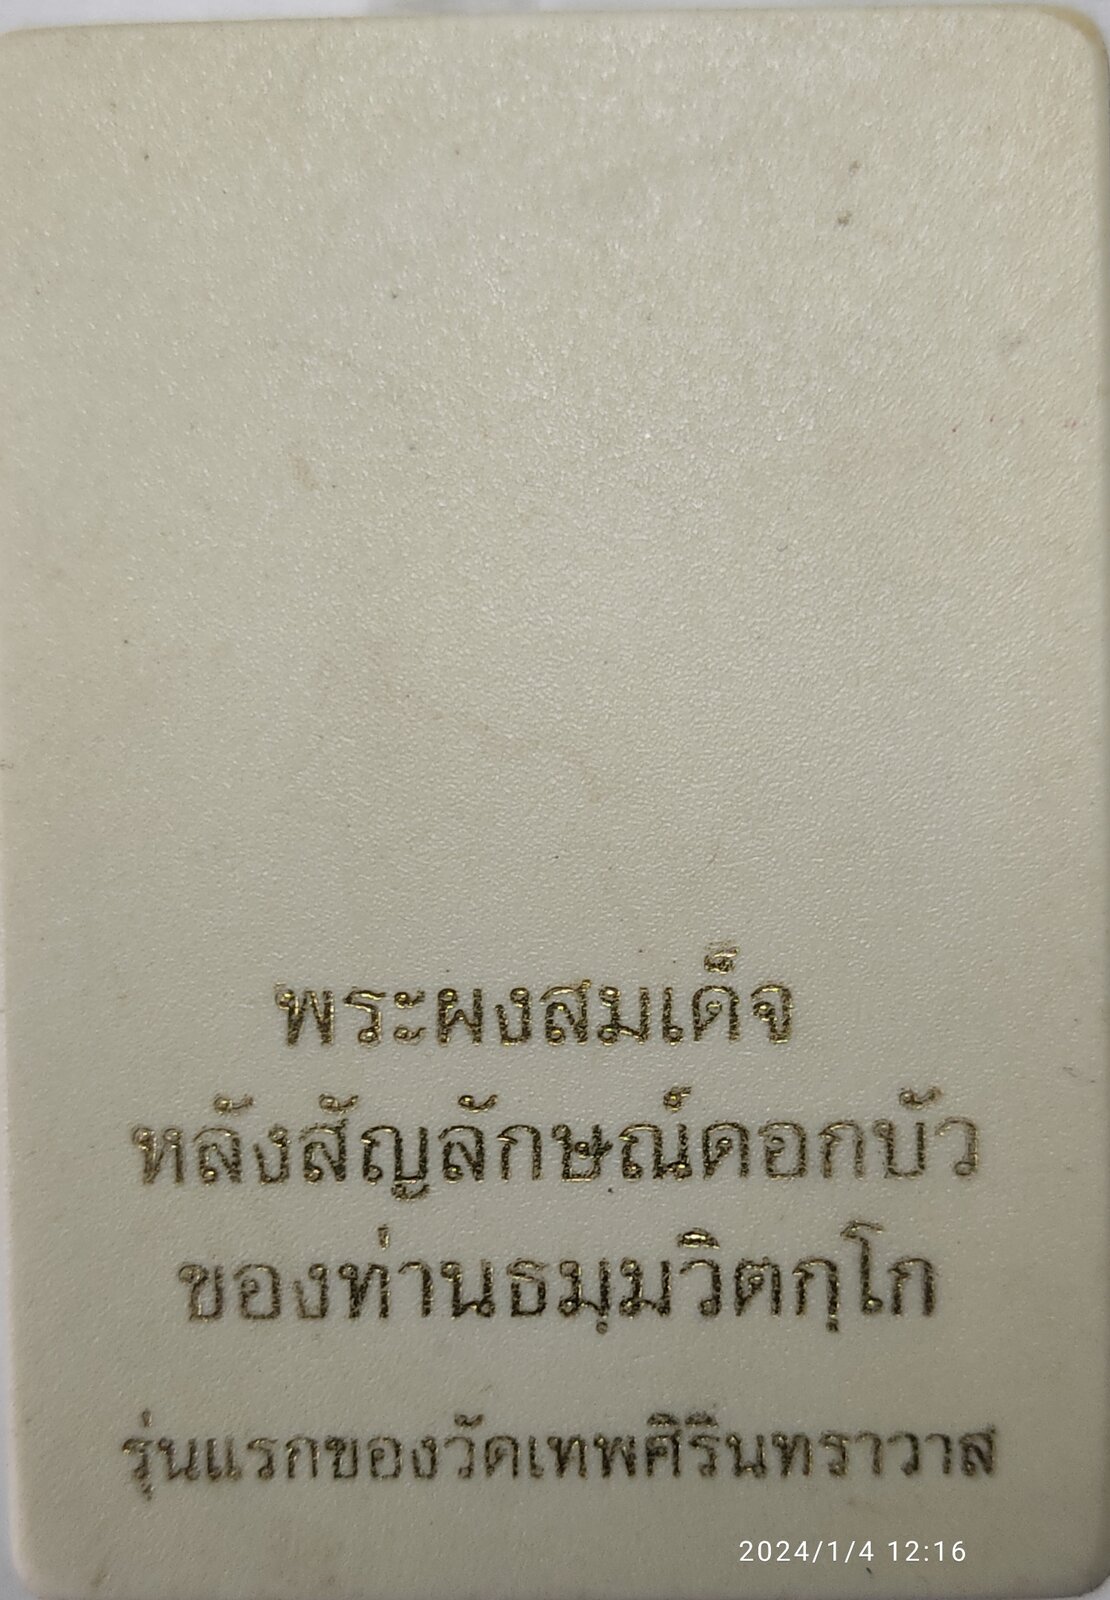 พระผงสมเด็จ
หลังสัญลักษณ์ดอกบัว
ของท่านธมฺมวิตกฺโก
รุ่นแรกของวัดเทพศิรินทราวาส
2024/1/4 12:16